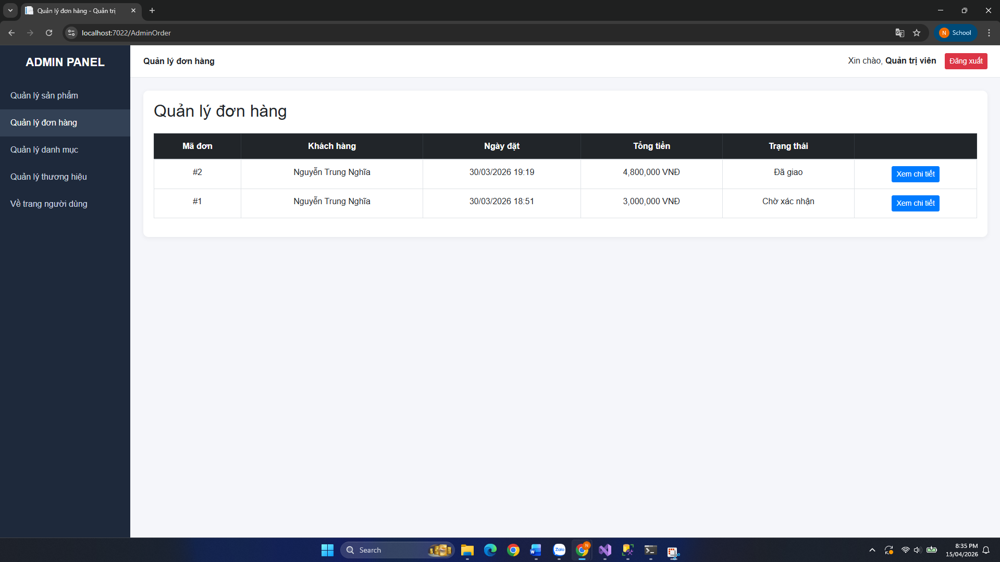 Quản lý đơn hàng - Quản trị
localhost:7022/AdminOrder
N School
ADMIN PANEL
Quản lý sản phẩm
Quản lý đơn hàng
Quản lý danh mục
Quản lý thương hiệu
Về trang người dùng
Quản lý đơn hàng
Xin chào, Quản trị viên Đăng xuất
Quản lý đơn hàng
Mã đơn Khách hàng Ngày đặt Tổng tiền Trạng thái
#2 Nguyễn Trung Nghĩa 30/03/2026 19:19 4,800,000 VNĐ Đã giao Xem chi tiết
#1 Nguyễn Trung Nghĩa 30/03/2026 18:51 3,000,000 VNĐ Chờ xác nhận Xem chi tiết
Search
Zalo
N
8:35 PM
15/04/2026